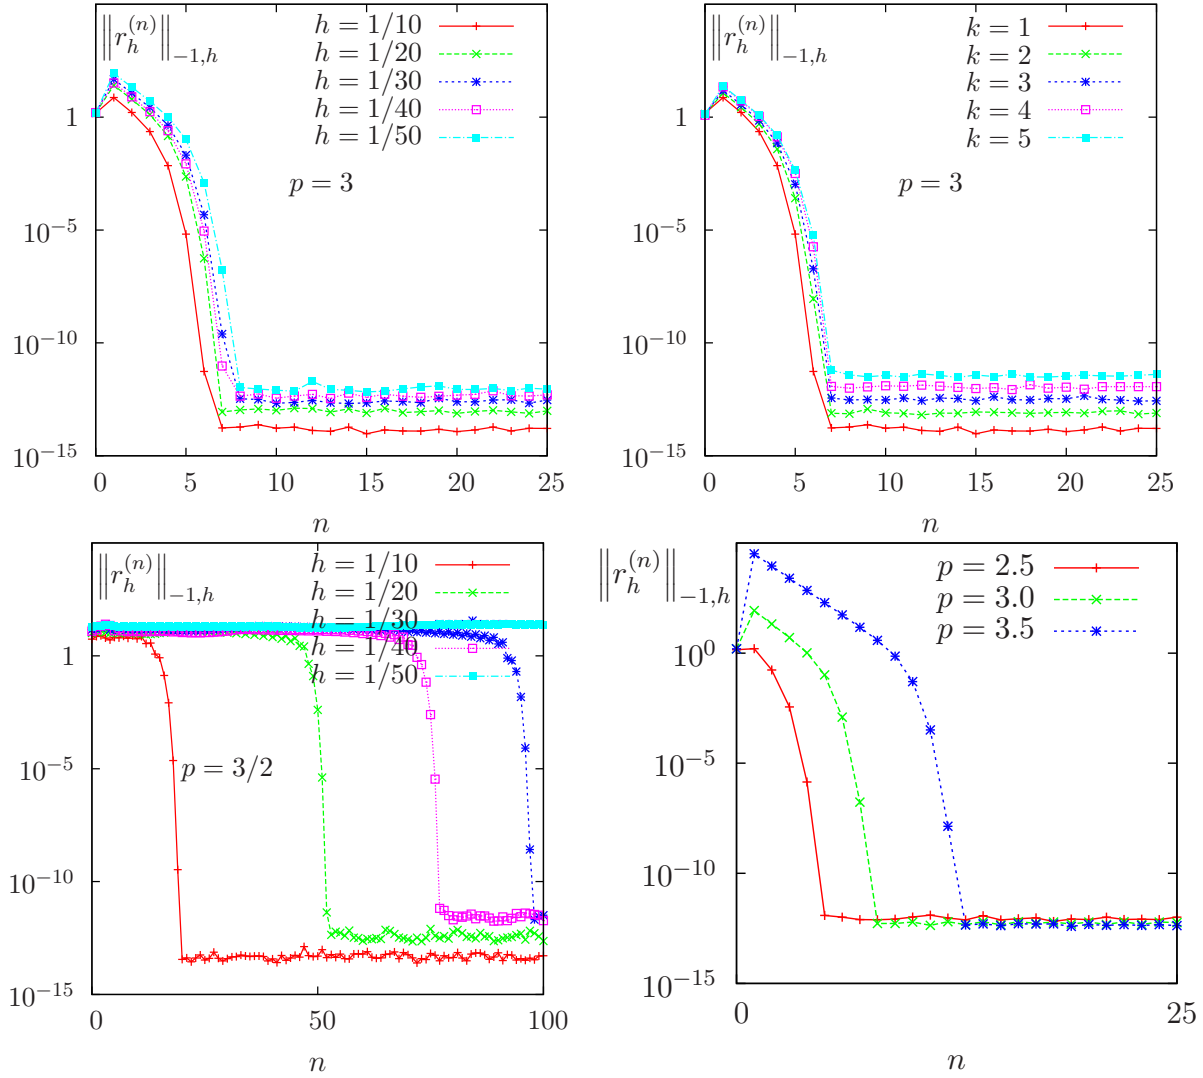 ‖r_h^(n)‖_{-1,h}
h = 1/10
h = 1/20
h = 1/30
h = 1/40
h = 1/50
p = 3
1
10^-5
10^-10
10^-15
0 5 10 15 20 25
n
‖r_h^(n)‖_{-1,h}
k = 1
k = 2
k = 3
k = 4
k = 5
p = 3
1
10^-5
10^-10
10^-15
0 5 10 15 20 25
n
‖r_h^(n)‖_{-1,h}
h = 1/10
h = 1/20
h = 1/30
h = 1/40
h = 1/50
p = 3/2
1
10^-5
10^-10
10^-15
0 50 100
n
‖r_h^(n)‖_{-1,h}
p = 2.5
p = 3.0
p = 3.5
10^0
10^-5
10^-10
10^-15
0 25
n